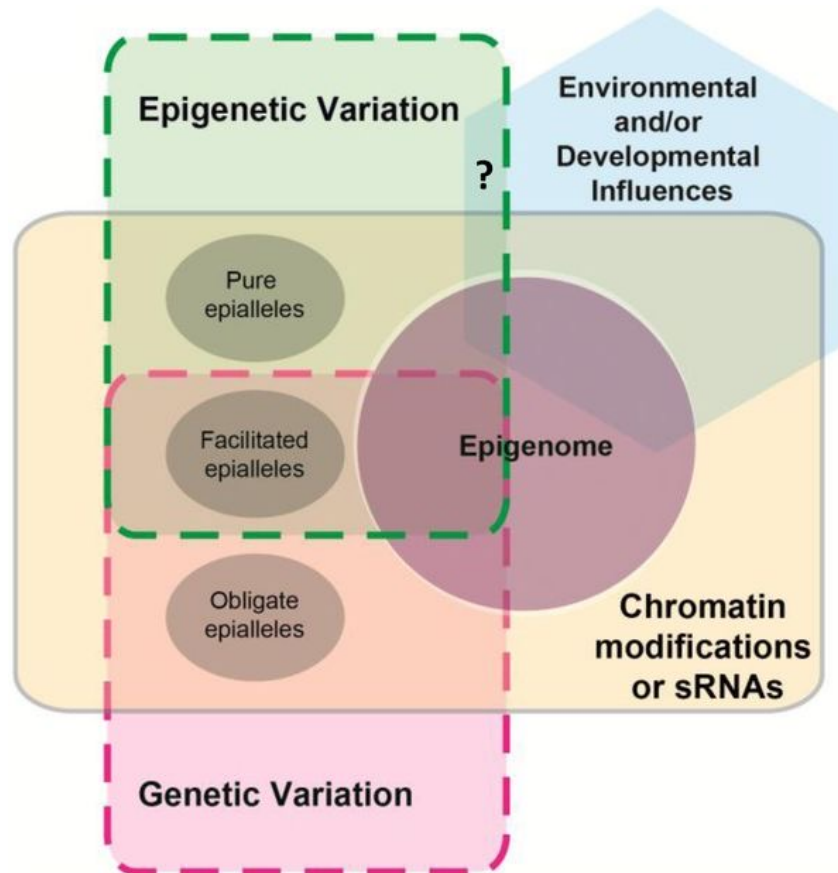 Epigenetic Variation
?
Environmental
and/or
Developmental
Influences
Pure
epialleles
Facilitated
epialleles
Epigenome
Obligate
epialleles
Chromatin
modifications
or sRNAs
Genetic Variation